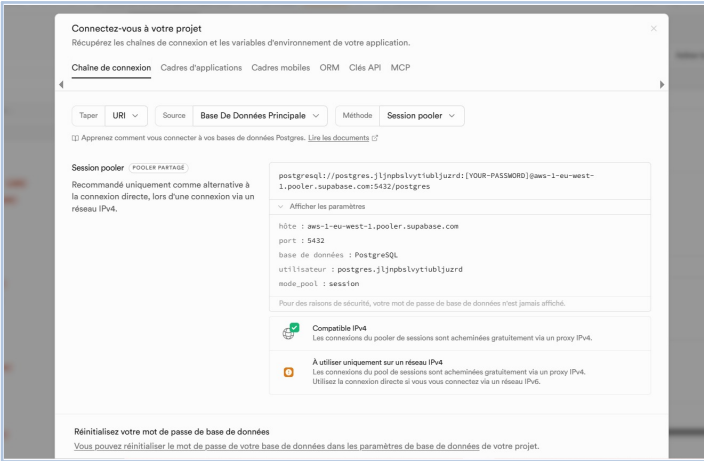 Connectez-vous à votre projet
Récupérez les chaînes de connexion et les variables d'environnement de votre application.
Chaîne de connexion Cadres d'applications Cadres mobiles ORM Clés API MCP
Taper URI Source Base De Données Principale Méthode Session pooler
Apprenez comment vous connecter à vos bases de données Postgres. Lire les documents
Session pooler POOLER PARTAGÉ
Recommandé uniquement comme alternative à
la connexion directe, lors d'une connexion via un
réseau IPv4.
postgresql://postgres.jljnpbslvytiubljuzrd:[YOUR-PASSWORD]@aws-1-eu-west-
1.pooler.supabase.com:5432/postgres
Afficher les paramètres
hôte : aws-1-eu-west-1.pooler.supabase.com
port : 5432
base de données : PostgreSQL
utilisateur : postgres.jljnpbslvytiubljuzrd
mode_pool : session
Pour des raisons de sécurité, votre mot de passe de base de données n'est jamais affiché.
Compatible IPv4
Les connexions du pooler de sessions sont acheminées gratuitement via un proxy IPv4.
À utiliser uniquement sur un réseau IPv4
Les connexions du pool de sessions sont acheminées gratuitement via un proxy IPv4.
Utilisez la connexion directe si vous vous connectez via un réseau IPv6.
Réinitialisez votre mot de passe de base de données
Vous pouvez réinitialiser le mot de passe de votre base de données dans les paramètres de base de données de votre projet.